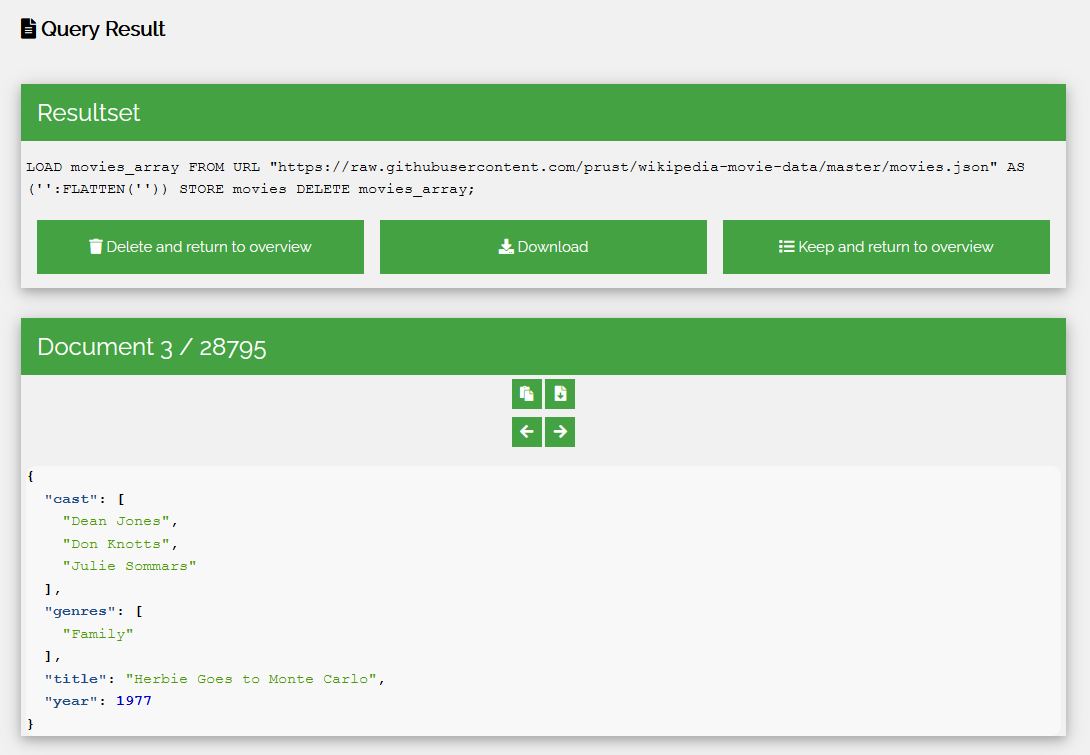 Query Result
Resultset
LOAD movies_array FROM URL "https://raw.githubusercontent.com/prust/wikipedia-movie-data/master/movies.json" AS
('':FLATTEN('')) STORE movies DELETE movies_array;
Delete and return to overview
Download
Keep and return to overview
Document 3 / 28795
{
  "cast": [
    "Dean Jones",
    "Don Knotts",
    "Julie Sommars"
  ],
  "genres": [
    "Family"
  ],
  "title": "Herbie Goes to Monte Carlo",
  "year": 1977
}